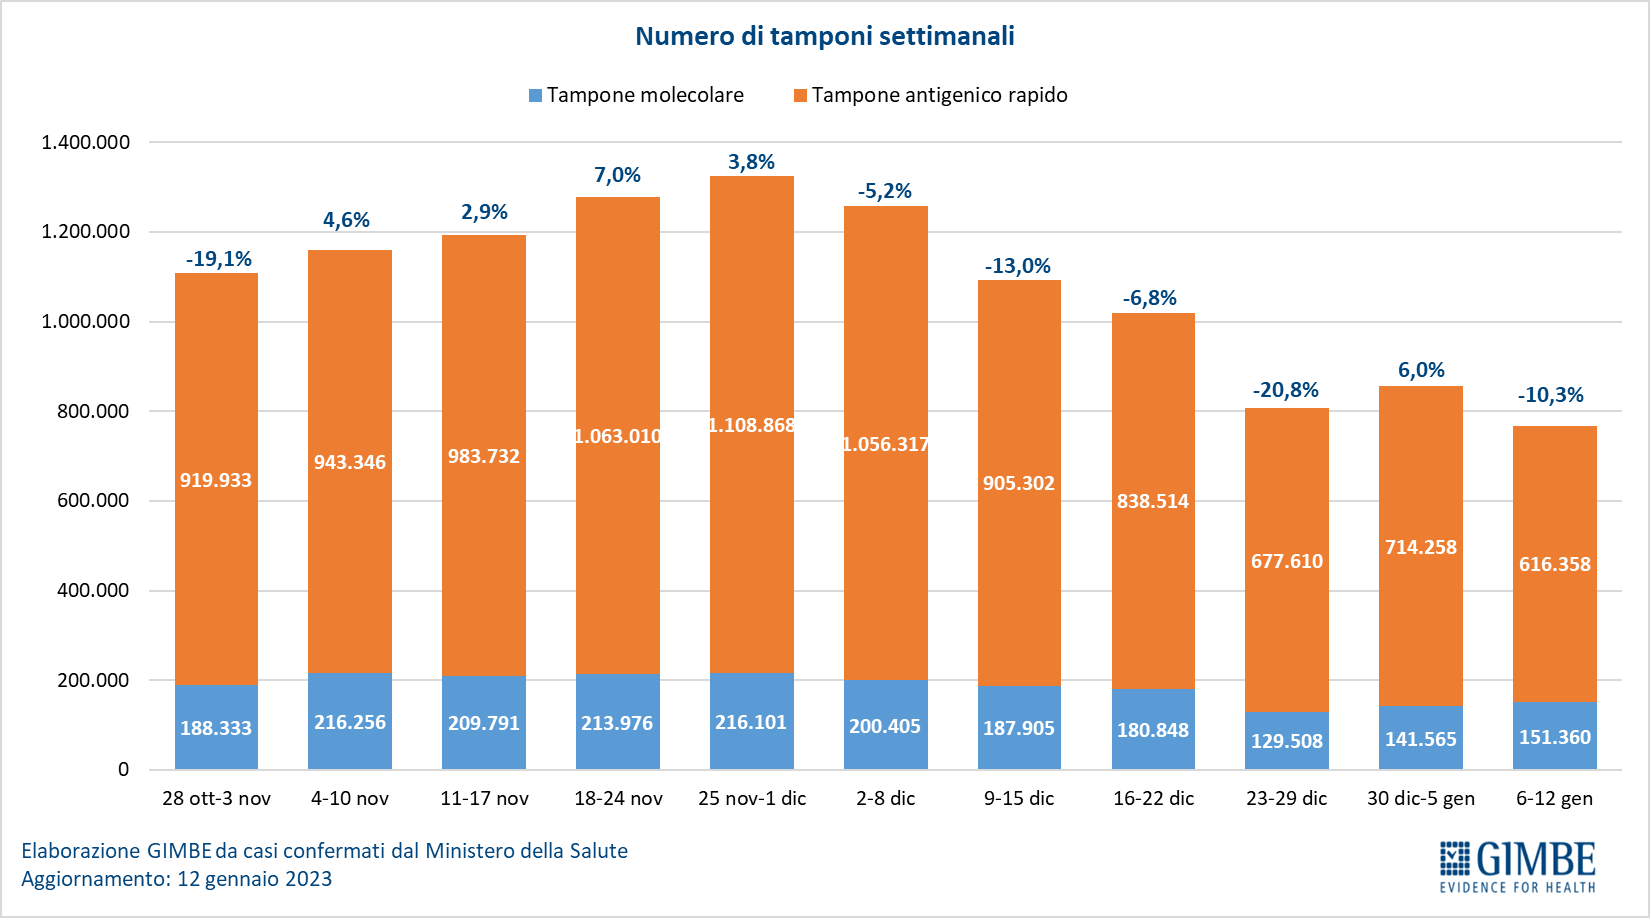 Numero di tamponi settimanali
Tampone molecolare Tampone antigenico rapido
1.400.000
1.200.000
1.000.000
800.000
600.000
400.000
200.000
0
-19,1% 4,6% 2,9% 7,0% 3,8% -5,2% -13,0% -6,8% -20,8% 6,0% -10,3%
919.933 943.346 983.732 1.063.010 1.108.868 1.056.317 905.302 838.514 677.610 714.258 616.358
188.333 216.256 209.791 213.976 216.101 200.405 187.905 180.848 129.508 141.565 151.360
28 ott-3 nov 4-10 nov 11-17 nov 18-24 nov 25 nov-1 dic 2-8 dic 9-15 dic 16-22 dic 23-29 dic 30 dic-5 gen 6-12 gen
Elaborazione GIMBE da casi confermati dal Ministero della Salute
Aggiornamento: 12 gennaio 2023
GIMBE
EVIDENCE FOR HEALTH